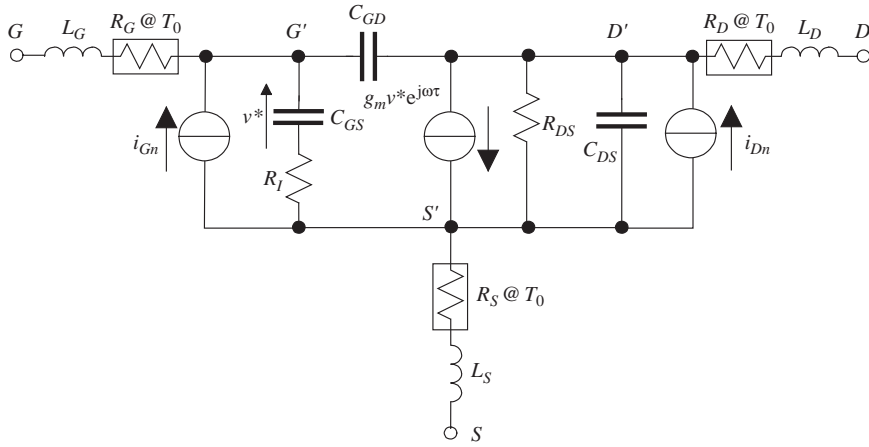 G
L_G
R_G @ T_0
G′
C_GD
D′
R_D @ T_0
L_D
D
g_m v*e^jωτ
i_Gn
v*
C_GS
R_I
R_DS
C_DS
i_Dn
S′
R_S @ T_0
L_S
S